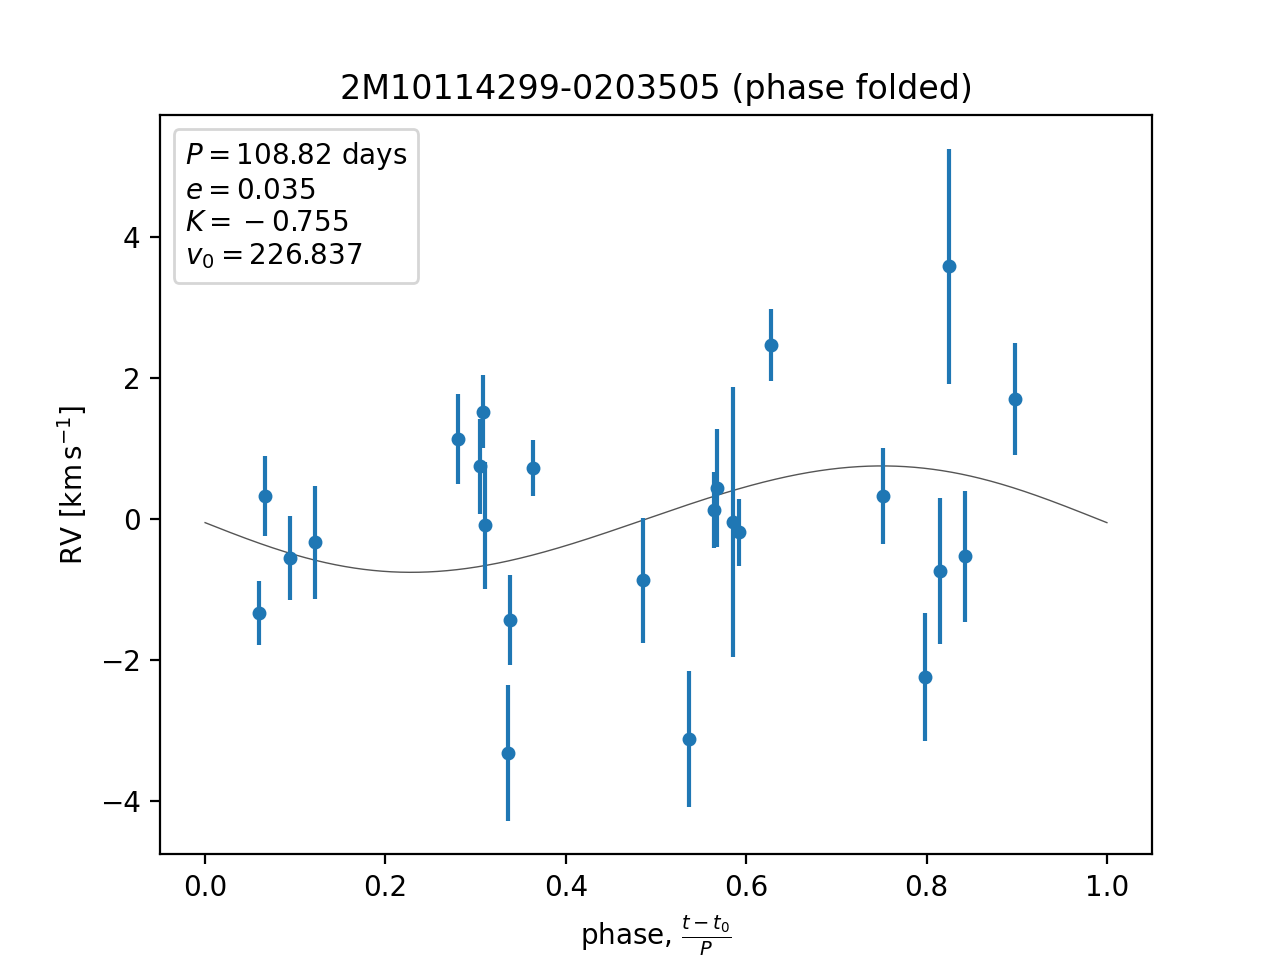 2M10114299-0203505 (phase folded)
P = 108.82 days
e = 0.035
K = −0.755
v₀ = 226.837
RV [km s⁻¹]
4
2
0
−2
−4
0.0 0.2 0.4 0.6 0.8 1.0
phase, (t − t₀)/P